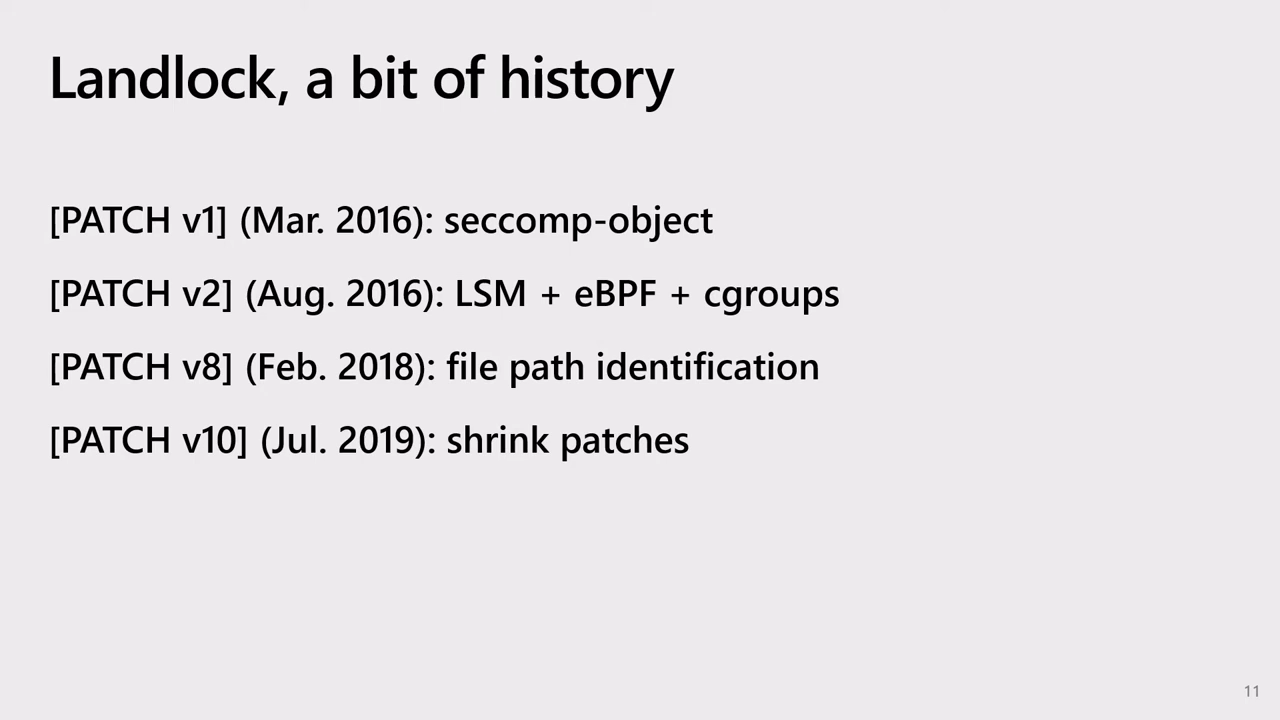 Landlock, a bit of history
[PATCH v1] (Mar. 2016): seccomp-object
[PATCH v2] (Aug. 2016): LSM + eBPF + cgroups
[PATCH v8] (Feb. 2018): file path identification
[PATCH v10] (Jul. 2019): shrink patches
11